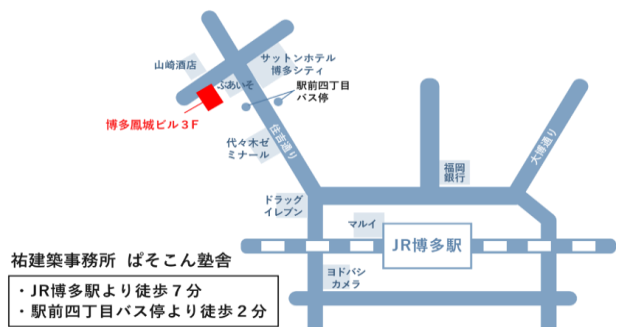 山崎酒店
サットンホテル
博多シティ
ぶあいそ
駅前四丁目
バス停
博多鳳城ビル3F
住吉通り
代々木ゼ
ミナール
大博通り
福岡
銀行
ドラッグ
イレブン
マルイ
JR博多駅
ヨドバシ
カメラ
祐建築事務所 ぱそこん塾舎
・JR博多駅より徒歩７分
・駅前四丁目バス停より徒歩２分